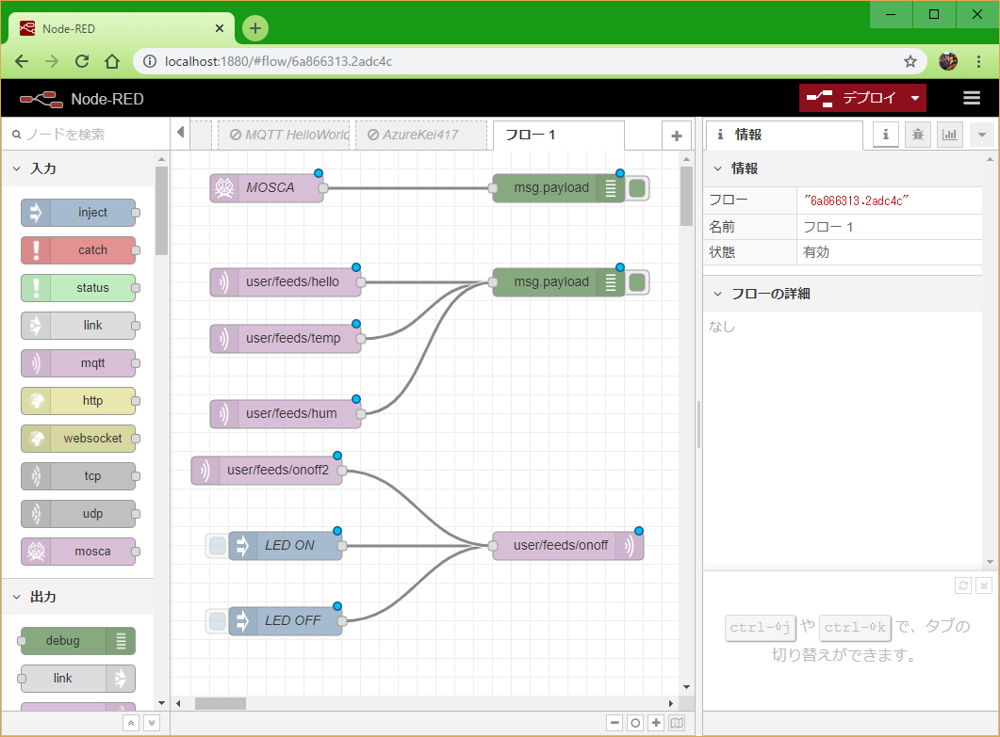 Node-RED
localhost:1880/#flow/6a866313.2adc4c
Node-RED
デプロイ
ノードを検索
MQTT HelloWorld
AzureKei417
フロー 1
情報
入力
inject
catch
status
link
mqtt
http
websocket
tcp
udp
mosca
出力
debug
link
MOSCA
msg.payload
user/feeds/hello
msg.payload
user/feeds/temp
user/feeds/hum
user/feeds/onoff2
LED ON
user/feeds/onoff
LED OFF
情報
フロー "6a866313.2adc4c"
名前 フロー 1
状態 有効
フローの詳細
なし
ctrl-⇧j や ctrl-⇧k で、タブの
切り替えができます。